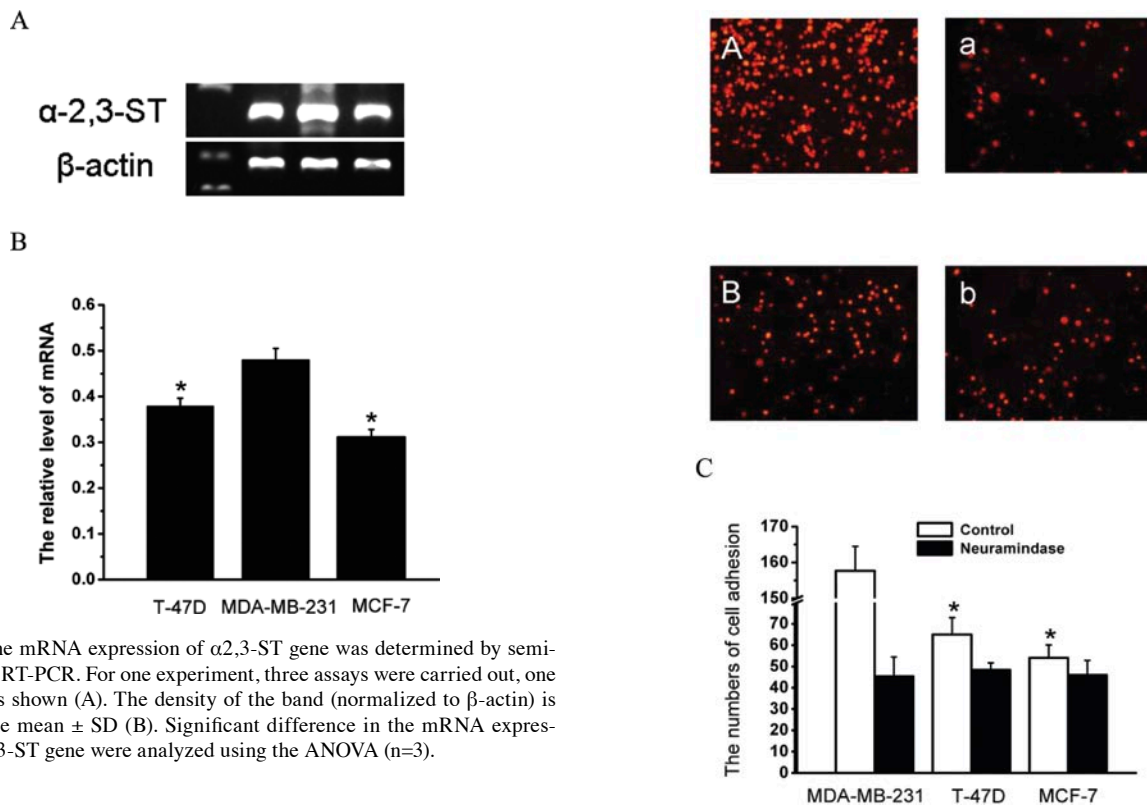 A
α-2,3-ST
β-actin
B
The relative level of mRNA
0.6
0.5
0.4
0.3
0.2
0.1
0.0
*
*
T-47D MDA-MB-231 MCF-7
he mRNA expression of α2,3-ST gene was determined by semi-
RT-PCR. For one experiment, three assays were carried out, one
s shown (A). The density of the band (normalized to β-actin) is
e mean ± SD (B). Significant difference in the mRNA expres-
3-ST gene were analyzed using the ANOVA (n=3).
A
a
B
b
C
The numbers of cell adhesion
170
160
150
70
60
50
40
30
20
10
0
Control
Neuramindase
*
*
MDA-MB-231 T-47D MCF-7